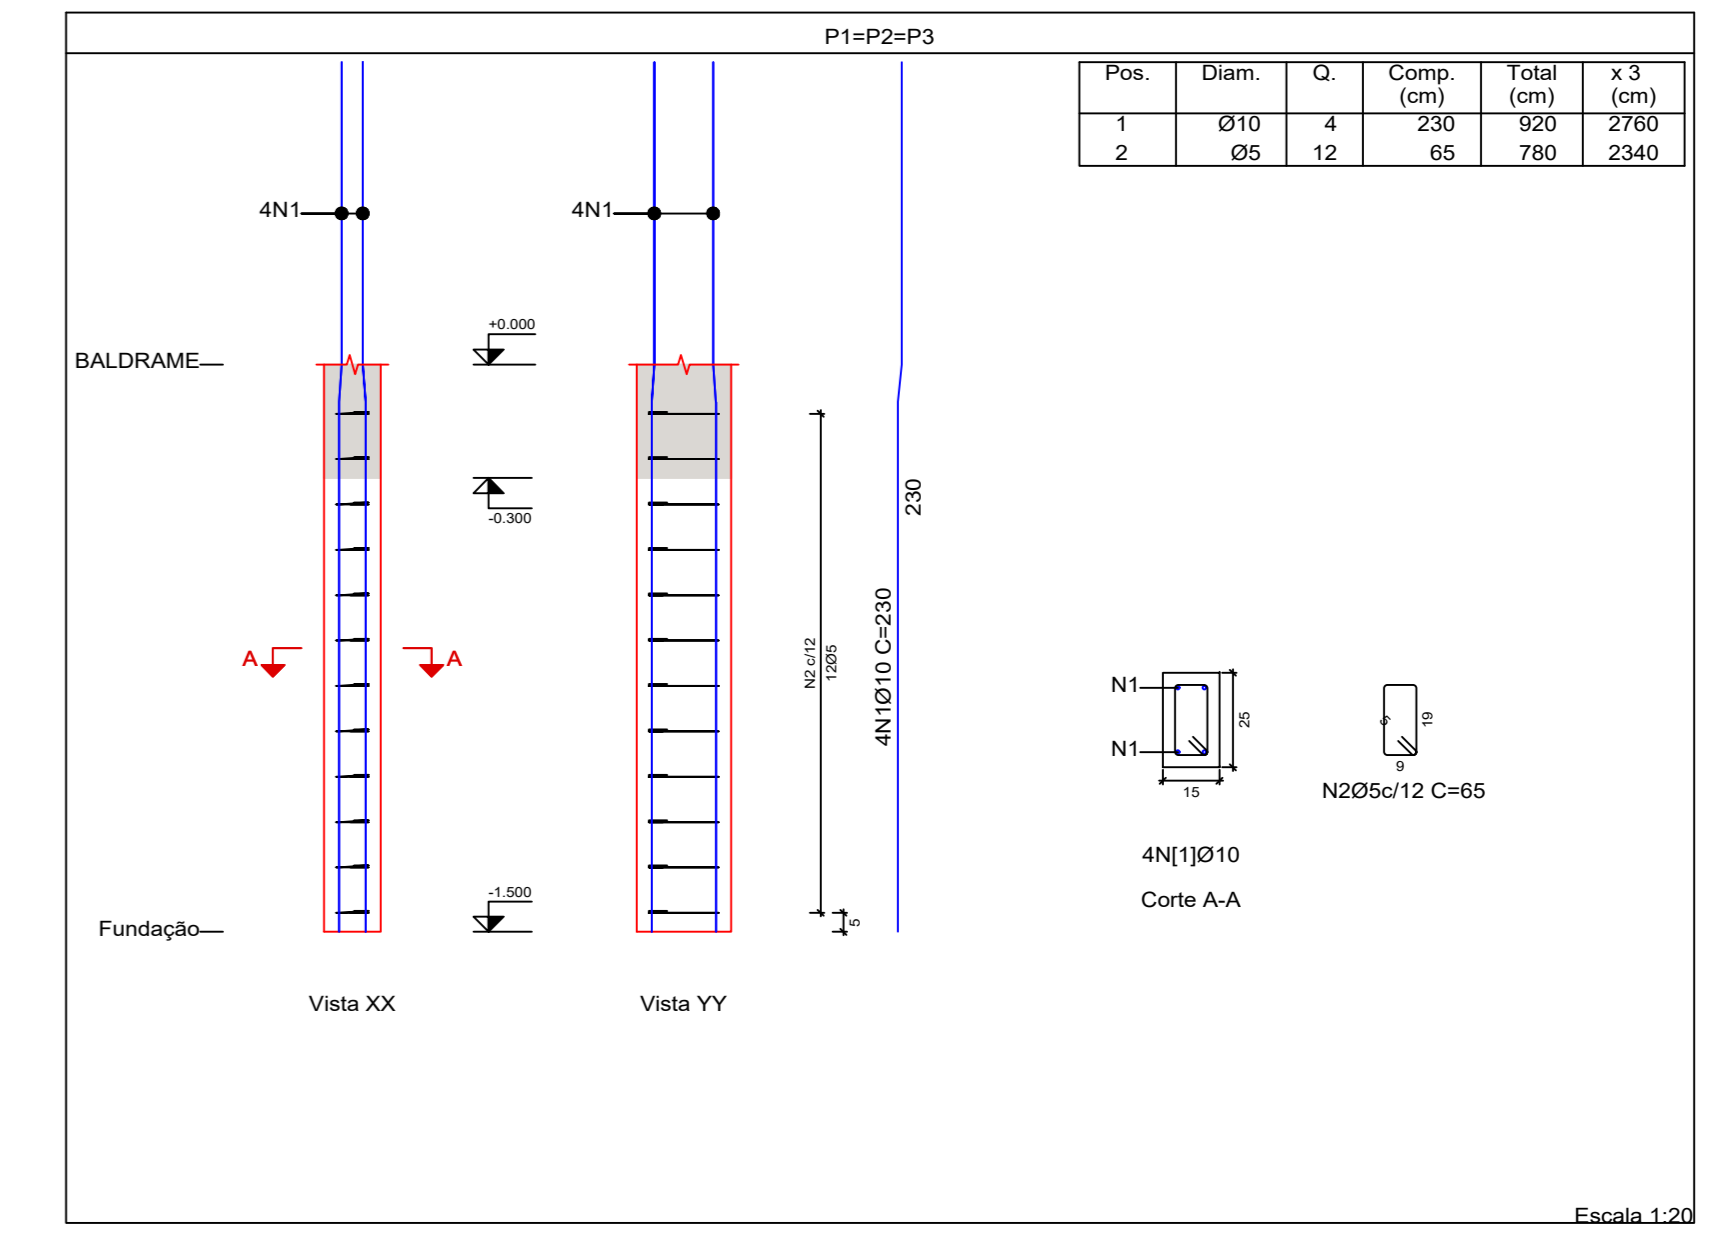 P1=P2=P3
Pos. Diam. Q. Comp. (cm) Total (cm) x 3 (cm)
1 Ø10 4 230 920 2760
2 Ø5 12 65 780 2340
4N1
4N1
BALDRAME
+0.000
-0.300
A A
N2 c/12
12Ø5
4N1Ø10 C=230
230
-1.500
5
Fundação
Vista XX
Vista YY
N1
N1
25
15
4N[1]Ø10
Corte A-A
5
19
9
N2Ø5c/12 C=65
Escala 1:20